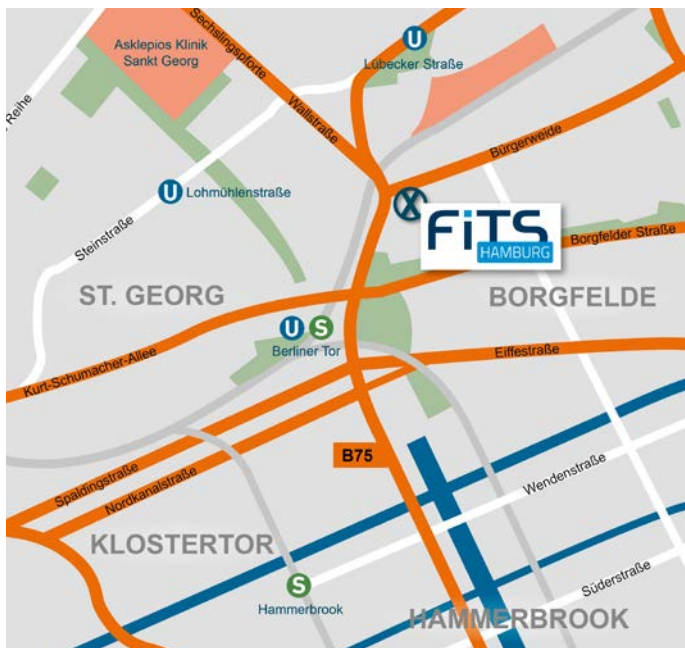 Sechslingspforte
Asklepios Klinik
Sankt Georg
U
Lübecker Straße
Wallstraße
Reihe
Bürgerweide
U Lohmühlenstraße
X
FiTS
HAMBURG
Steinstraße
Borgfelder Straße
ST. GEORG
BORGFELDE
U S
Berliner Tor
Eiffestraße
Kurt-Schumacher-Allee
B75
Spaldingstraße
Nordkanalstraße
Wendenstraße
KLOSTERTOR
S
Hammerbrook
Süderstraße
HAMMERBROOK